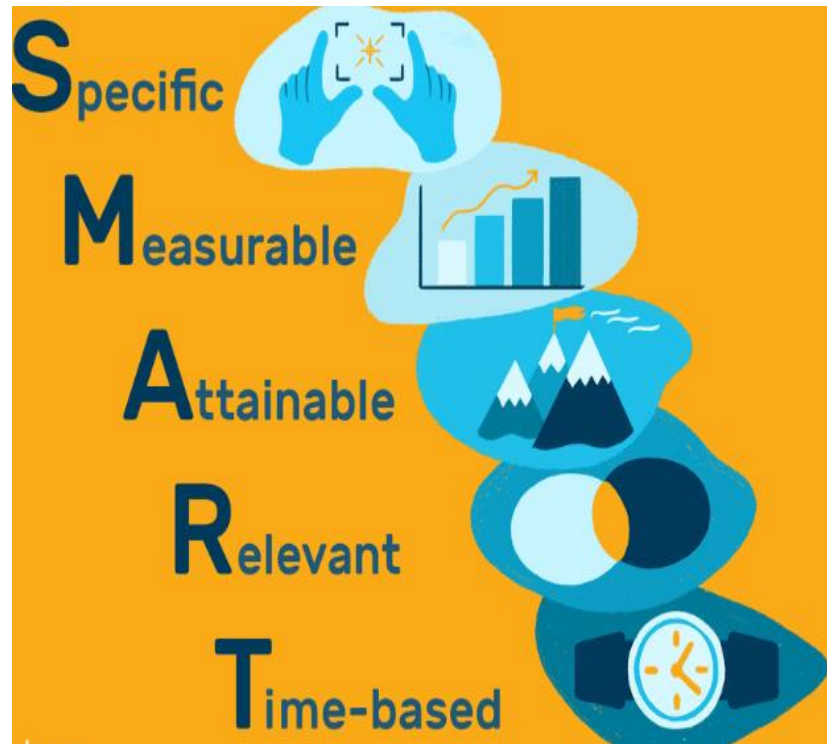 Specific
Measurable
Attainable
Relevant
Time-based